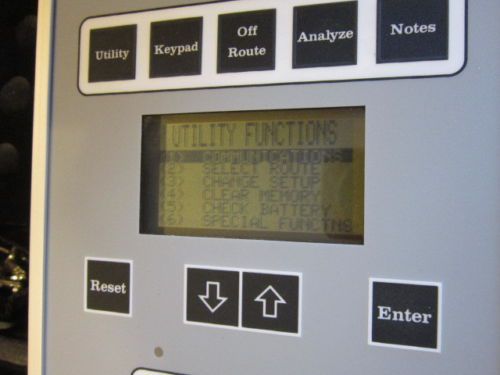 Utility Keypad Off Route Analyze Notes
UTILITY FUNCTIONS
<1> COMMUNICATIONS
<2> SELECT ROUTE
<3> CHANGE SETUP
<4> CLEAR MEMORY
<5> CHECK BATTERY
<6> SPECIAL FUNCTNS
Reset
Enter